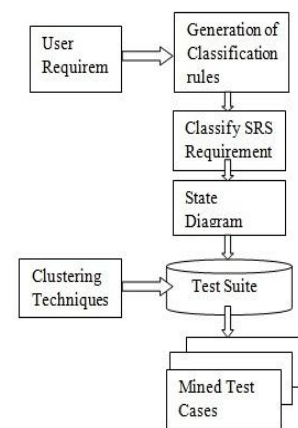 User
Requirem
Generation of
Classification
rules
Classify SRS
Requirement
State
Diagram
Clustering
Techniques
Test Suite
Mined Test
Cases